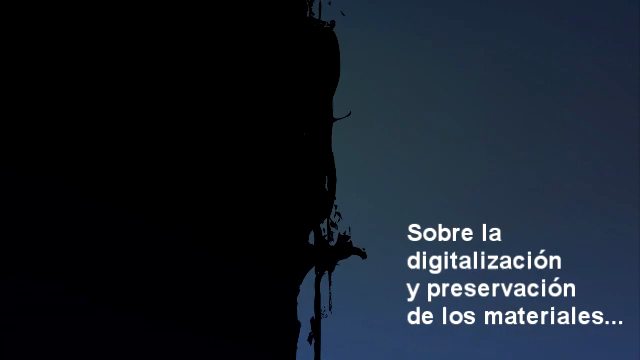 Sobre la
digitalización
y preservación
de los materiales...